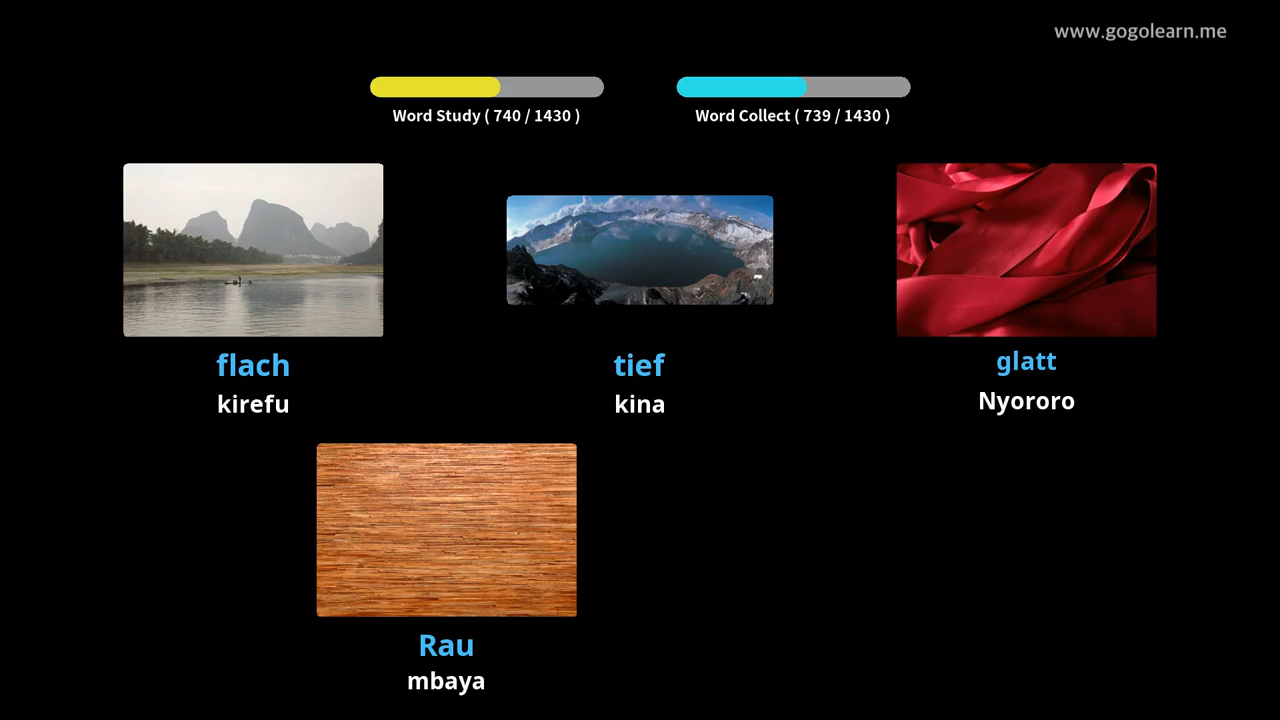 www.gogolearn.me
Word Study ( 740 / 1430 )
Word Collect ( 739 / 1430 )
flach
kirefu
tief
kina
glatt
Nyororo
Rau
mbaya